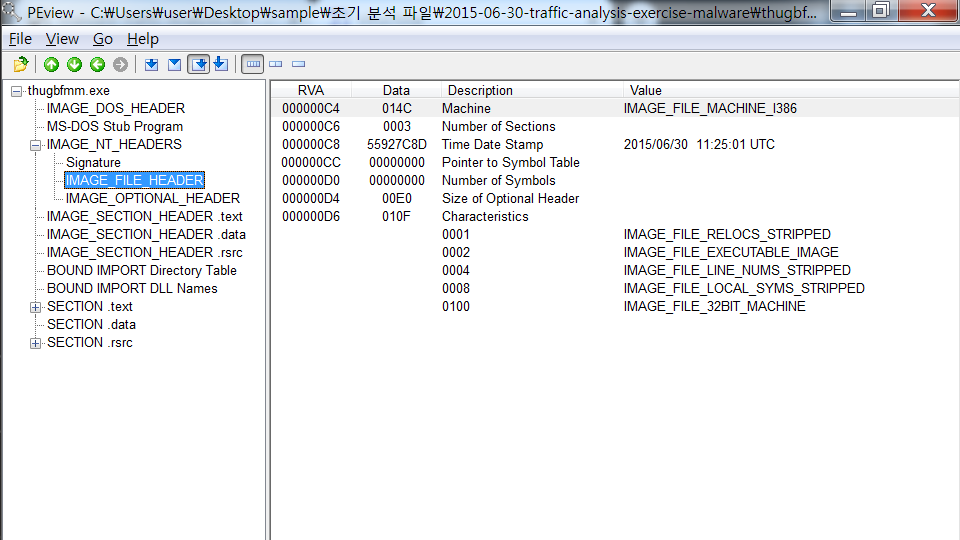 PEview - C:₩Users₩user₩Desktop₩sample₩초기 분석 파일₩2015-06-30-traffic-analysis-exercise-malware₩thugbf...
File View Go Help
thugbfmm.exe
IMAGE_DOS_HEADER
MS-DOS Stub Program
IMAGE_NT_HEADERS
Signature
IMAGE_FILE_HEADER
IMAGE_OPTIONAL_HEADER
IMAGE_SECTION_HEADER .text
IMAGE_SECTION_HEADER .data
IMAGE_SECTION_HEADER .rsrc
BOUND IMPORT Directory Table
BOUND IMPORT DLL Names
SECTION .text
SECTION .data
SECTION .rsrc
RVA Data Description Value
000000C4 014C Machine IMAGE_FILE_MACHINE_I386
000000C6 0003 Number of Sections
000000C8 55927C8D Time Date Stamp 2015/06/30 11:25:01 UTC
000000CC 00000000 Pointer to Symbol Table
000000D0 00000000 Number of Symbols
000000D4 00E0 Size of Optional Header
000000D6 010F Characteristics
0001 IMAGE_FILE_RELOCS_STRIPPED
0002 IMAGE_FILE_EXECUTABLE_IMAGE
0004 IMAGE_FILE_LINE_NUMS_STRIPPED
0008 IMAGE_FILE_LOCAL_SYMS_STRIPPED
0100 IMAGE_FILE_32BIT_MACHINE